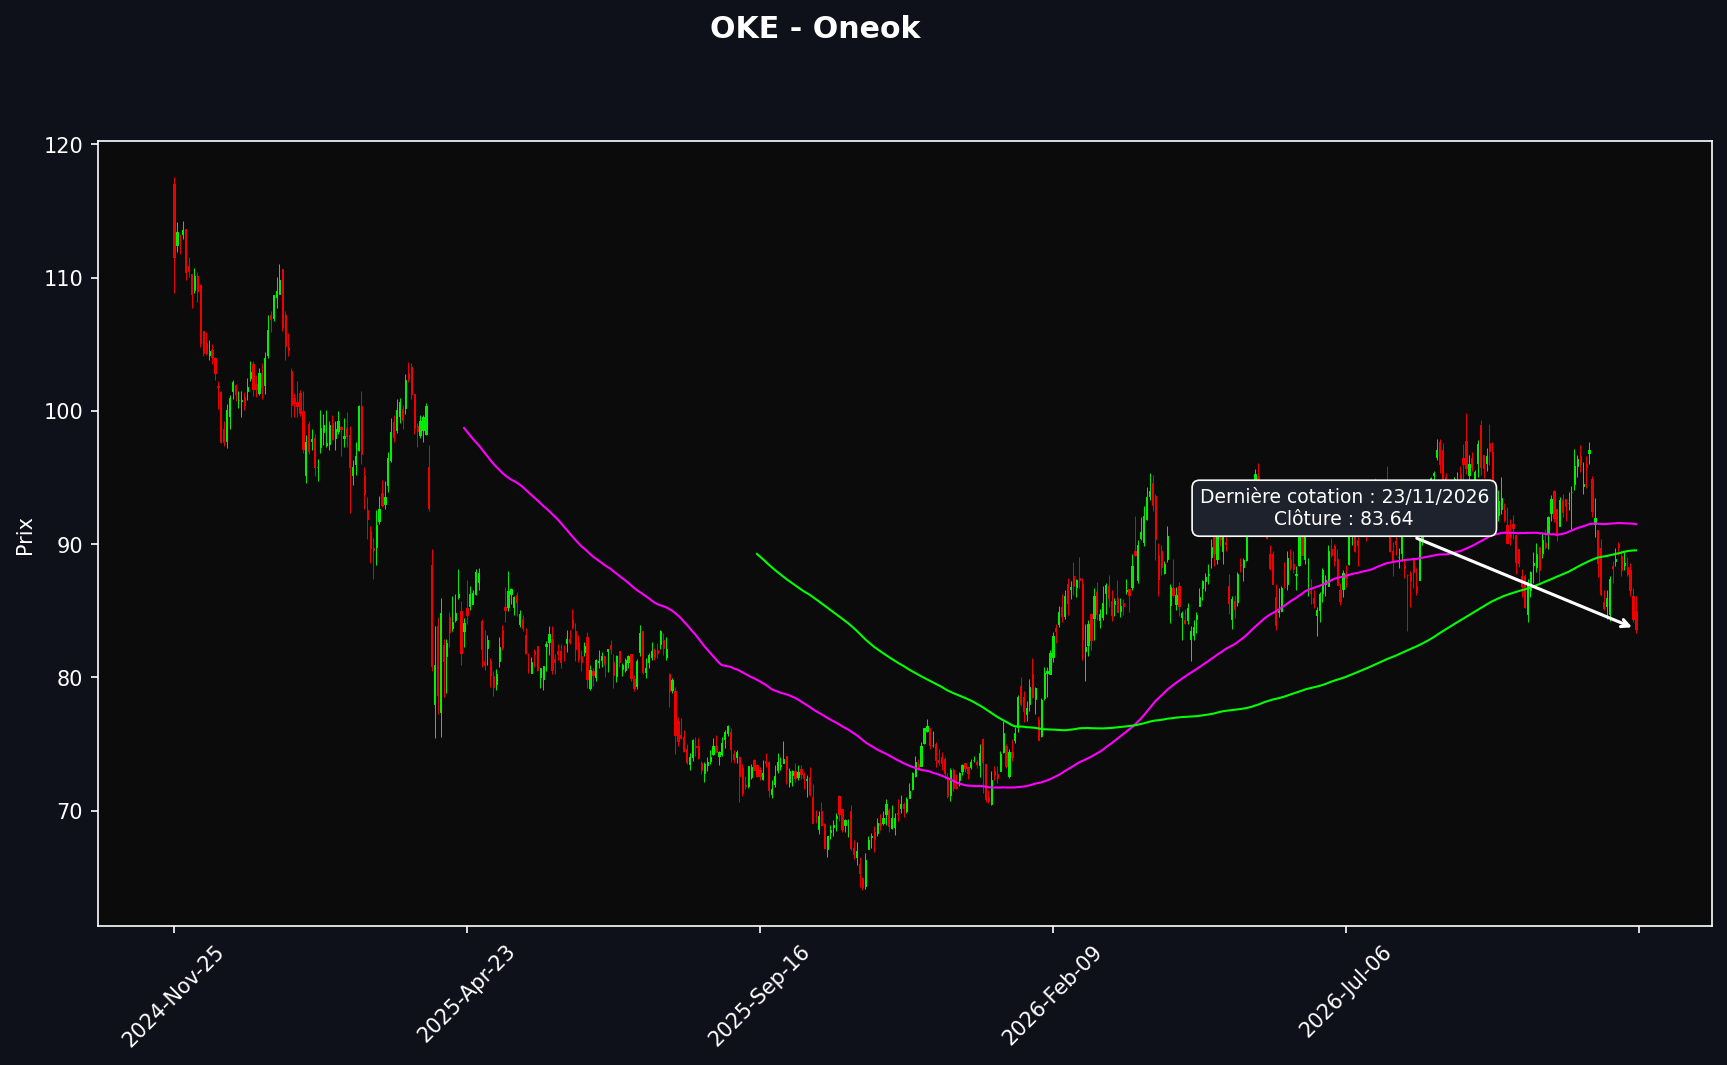 OKE - Oneok
120
110
100
90
80
70
Prix
Dernière cotation : 23/11/2026
Clôture : 83.64
2024-Nov-25
2025-Apr-23
2025-Sep-16
2026-Feb-09
2026-Jul-06